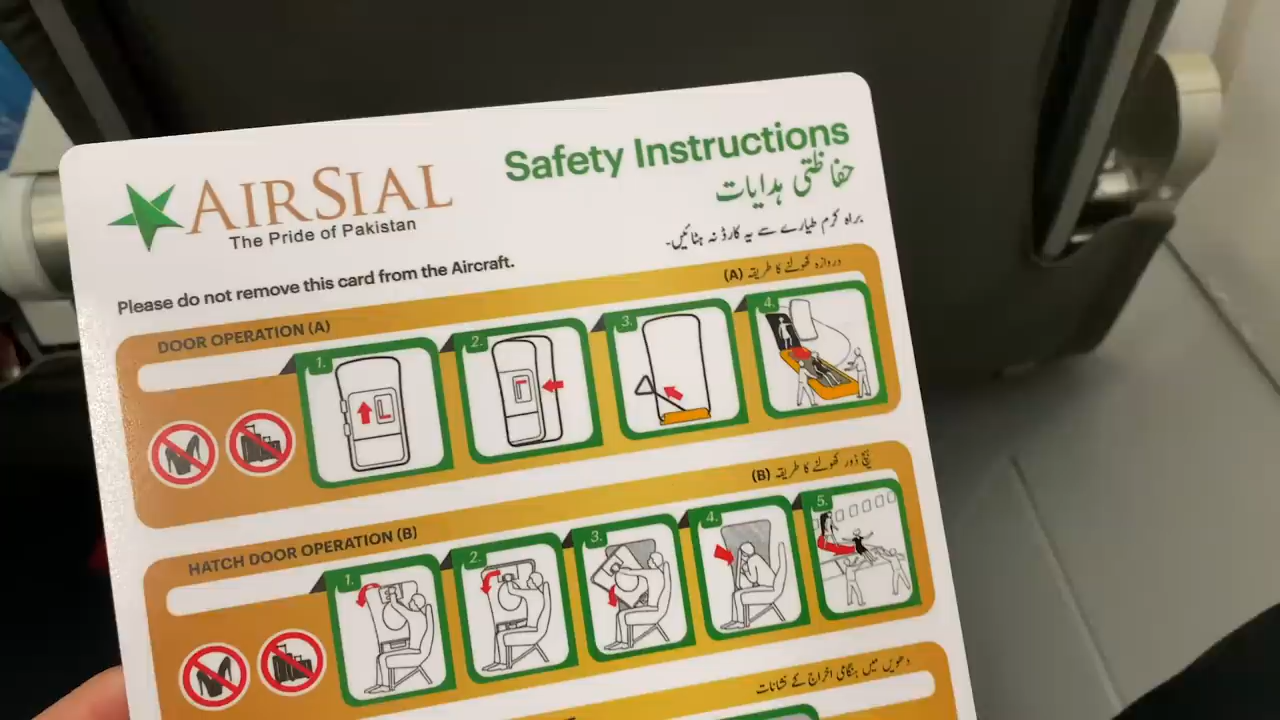 AIRSIAL
The Pride of Pakistan
Safety Instructions
حفاظتی ہدایات
براہ کرم طیارے سے یہ کارڈ نہ ہٹائیں۔
Please do not remove this card from the Aircraft.
DOOR OPERATION (A)
دروازہ کھولنے کا طریقہ (A)
1.
2.
3.
4.
HATCH DOOR OPERATION (B)
ہیچ ڈور کھولنے کا طریقہ (B)
1.
2.
3.
4.
5.
دھویں میں ہنگامی اخراج کے نشانات